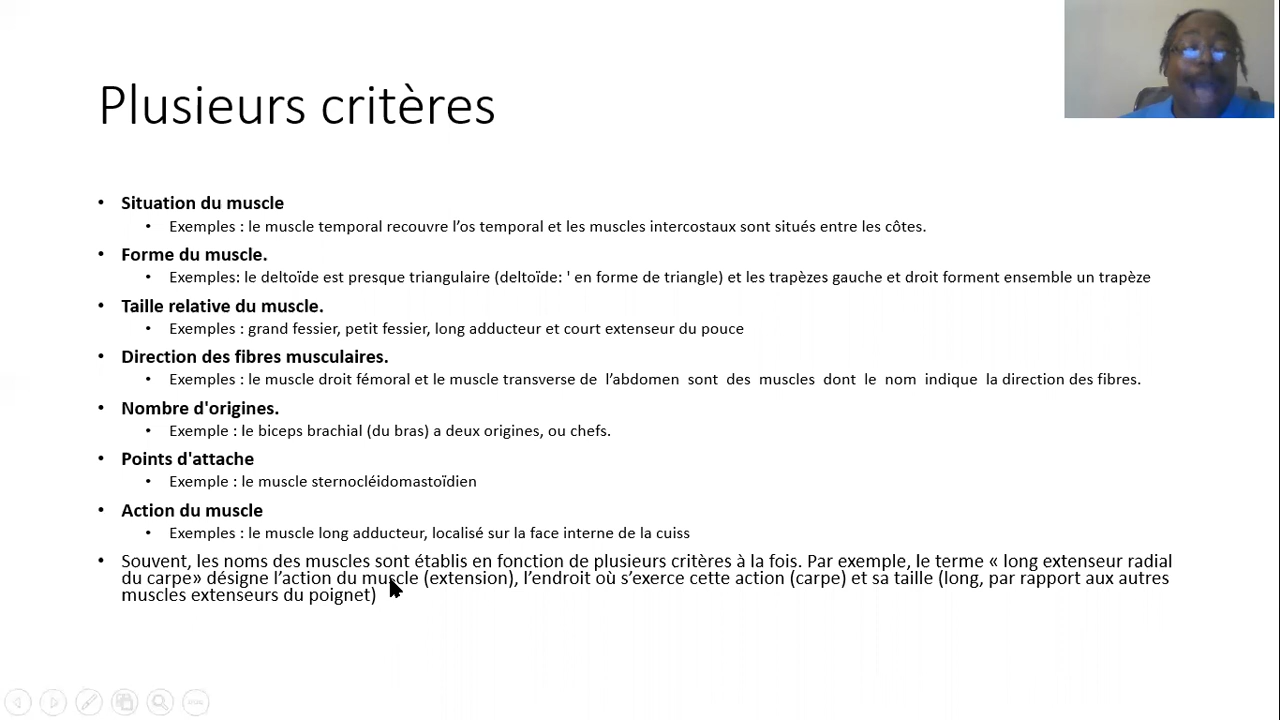 Plusieurs critères
• Situation du muscle
• Exemples : le muscle temporal recouvre l’os temporal et les muscles intercostaux sont situés entre les côtes.
• Forme du muscle.
• Exemples: le deltoïde est presque triangulaire (deltoïde: ' en forme de triangle) et les trapèzes gauche et droit forment ensemble un trapèze
• Taille relative du muscle.
• Exemples : grand fessier, petit fessier, long adducteur et court extenseur du pouce
• Direction des fibres musculaires.
• Exemples : le muscle droit fémoral et le muscle transverse de l’abdomen sont des muscles dont le nom indique la direction des fibres.
• Nombre d'origines.
• Exemple : le biceps brachial (du bras) a deux origines, ou chefs.
• Points d'attache
• Exemple : le muscle sternocléidomastoïdien
• Action du muscle
• Exemples : le muscle long adducteur, localisé sur la face interne de la cuiss
• Souvent, les noms des muscles sont établis en fonction de plusieurs critères à la fois. Par exemple, le terme « long extenseur radial
du carpe» désigne l’action du muscle (extension), l’endroit où s’exerce cette action (carpe) et sa taille (long, par rapport aux autres
muscles extenseurs du poignet)